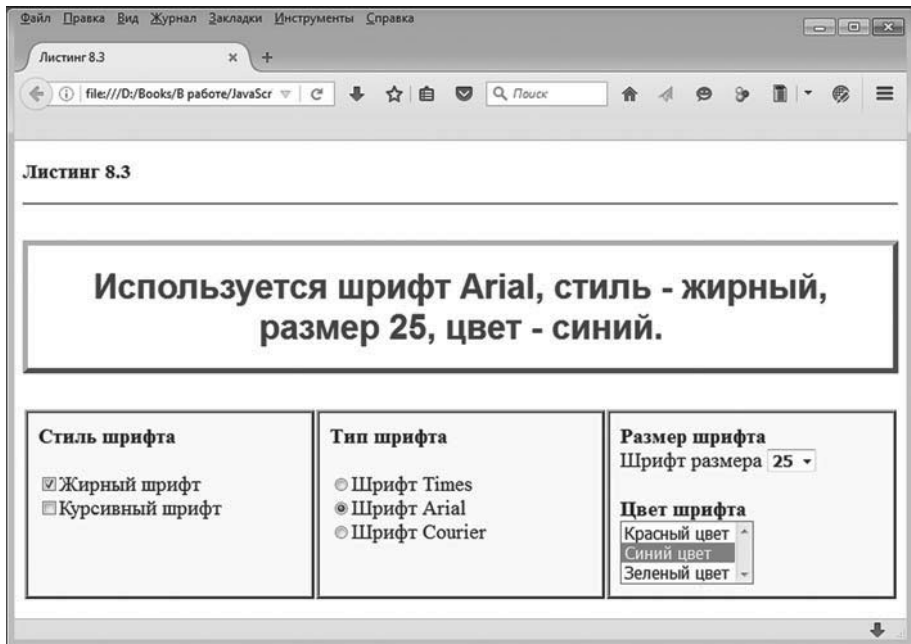 Файл Правка Вид Журнал Закладки Инструменты Справка
Листинг 8.3
file:///D:/Books/В работе/JavaScr
Поиск
Листинг 8.3
Используется шрифт Arial, стиль - жирный,
размер 25, цвет - синий.
Стиль шрифта
Жирный шрифт
Курсивный шрифт
Тип шрифта
Шрифт Times
Шрифт Arial
Шрифт Courier
Размер шрифта
Шрифт размера 25
Цвет шрифта
Красный цвет
Синий цвет
Зеленый цвет